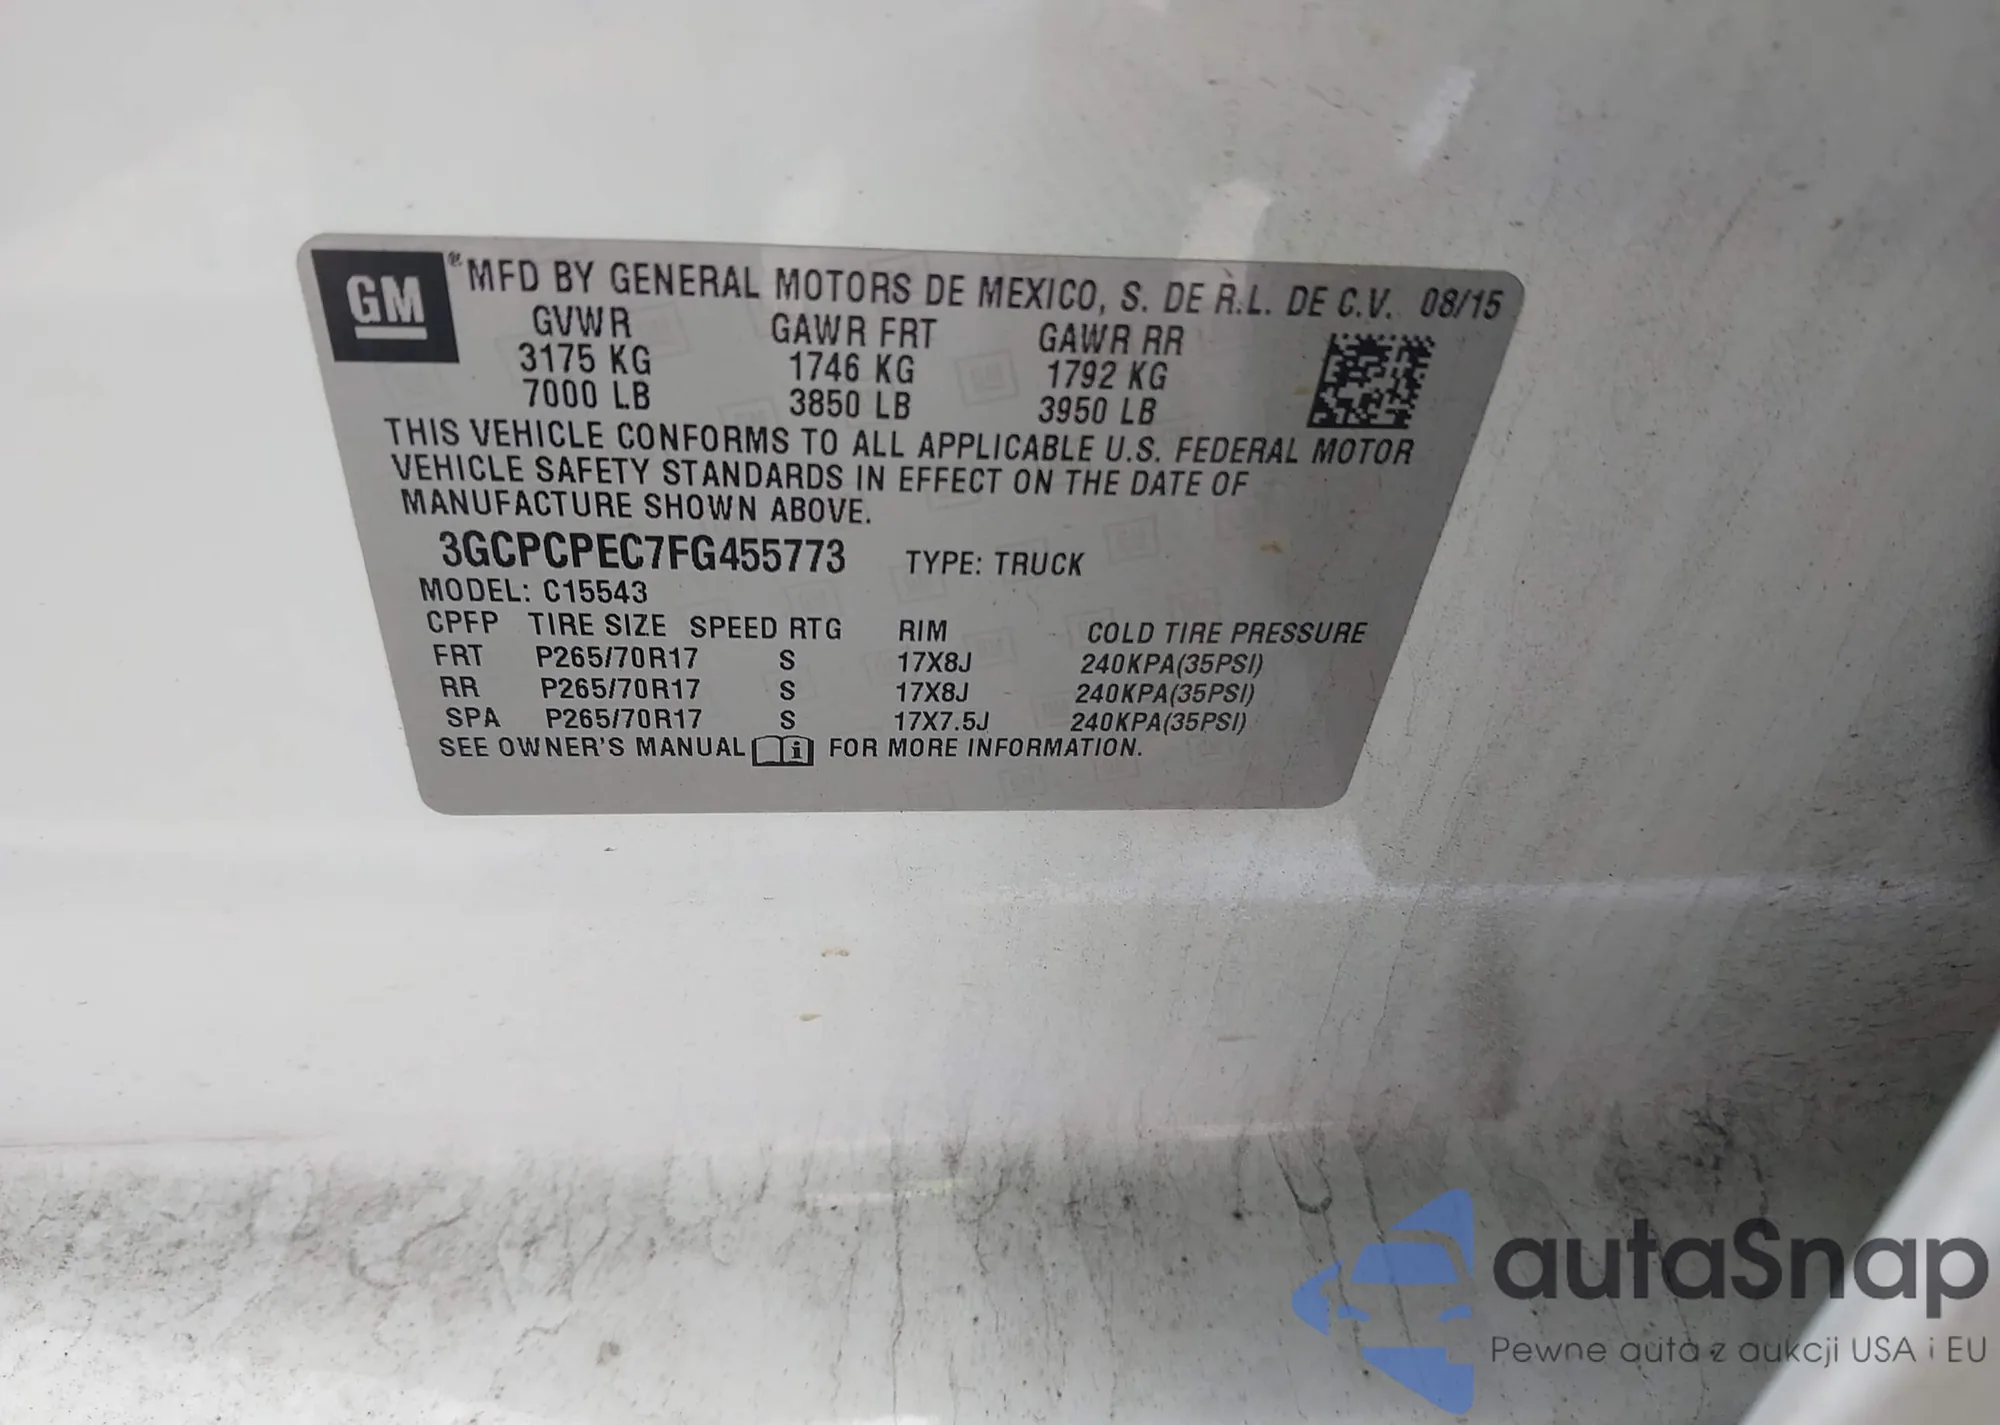 GM ® MFD BY GENERAL MOTORS DE MEXICO, S. DE R.L. DE C.V. 08/15
GVWR GAWR FRT GAWR RR
3175 KG 1746 KG 1792 KG
7000 LB 3850 LB 3950 LB
THIS VEHICLE CONFORMS TO ALL APPLICABLE U.S. FEDERAL MOTOR
VEHICLE SAFETY STANDARDS IN EFFECT ON THE DATE OF
MANUFACTURE SHOWN ABOVE.
3GCPCPEC7FG455773 TYPE: TRUCK
MODEL: C15543
CPFP TIRE SIZE SPEED RTG RIM COLD TIRE PRESSURE
FRT P265/70R17 S 17X8J 240KPA(35PSI)
RR P265/70R17 S 17X8J 240KPA(35PSI)
SPA P265/70R17 S 17X7.5J 240KPA(35PSI)
SEE OWNER'S MANUAL i FOR MORE INFORMATION.
autaSnap
Pewne auta z aukcji USA i EU